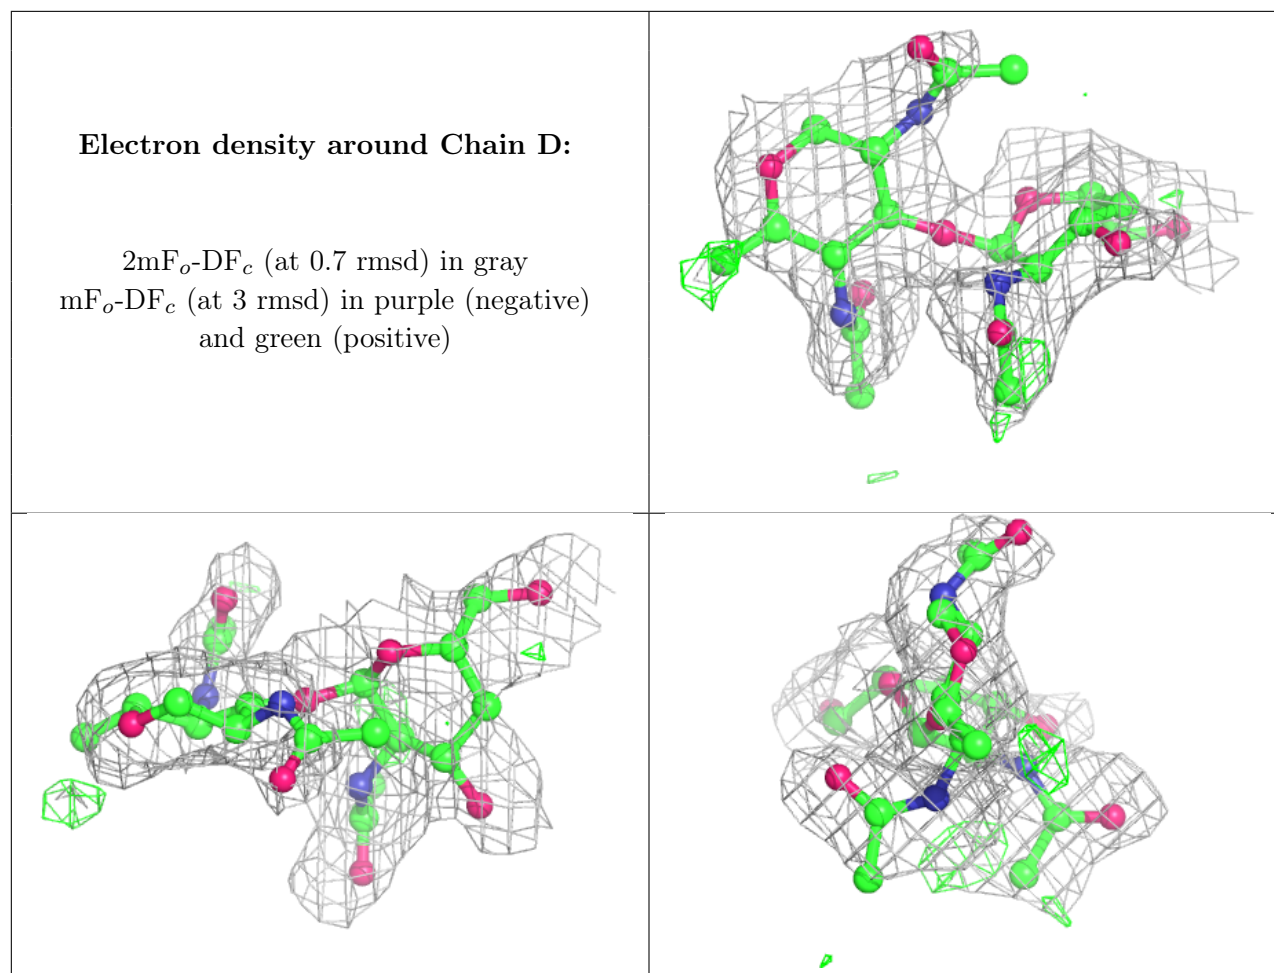 Electron density around Chain D:
2mFₒ-DF𝒸 (at 0.7 rmsd) in gray
mFₒ-DF𝒸 (at 3 rmsd) in purple (negative)
and green (positive)